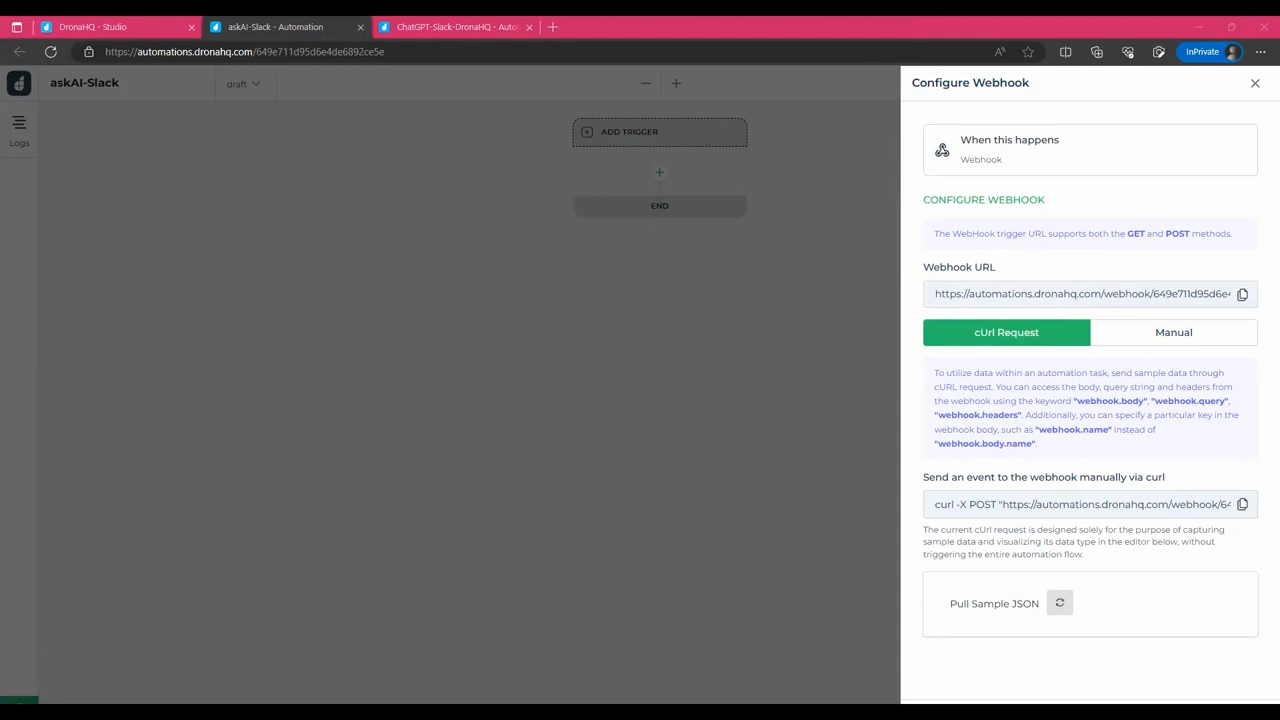 DronaHQ - Studio
askAI-Slack - Automation
ChatGPT-Slack-DronaHQ - Auto
https://automations.dronahq.com/649e711d95d6e4de6892ce5e
InPrivate
askAI-Slack
draft
Logs
ADD TRIGGER
END
Configure Webhook
When this happens
Webhook
CONFIGURE WEBHOOK
The WebHook trigger URL supports both the GET and POST methods.
Webhook URL
https://automations.dronahq.com/webhook/649e711d95d6e4
cUrl Request
Manual
To utilize data within an automation task, send sample data through
cURL request. You can access the body, query string and headers from
the webhook using the keyword "webhook.body", "webhook.query",
"webhook.headers". Additionally, you can specify a particular key in the
webhook body, such as "webhook.name" instead of
"webhook.body.name".
Send an event to the webhook manually via curl
curl -X POST "https://automations.dronahq.com/webhook/64
The current cUrl request is designed solely for the purpose of capturing
sample data and visualizing its data type in the editor below, without
triggering the entire automation flow.
Pull Sample JSON